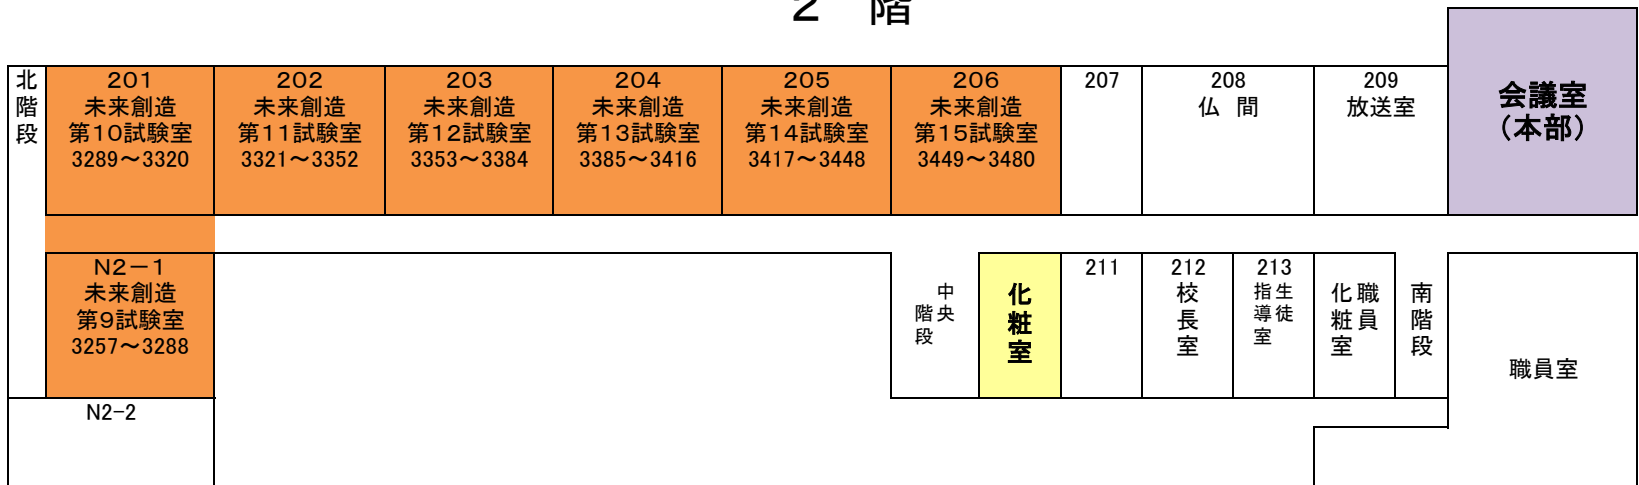 ２ 階
北階段
２０１
未来創造
第１０試験室
3289～3320
２０２
未来創造
第１１試験室
3321～3352
２０３
未来創造
第１２試験室
3353～3384
２０４
未来創造
第１３試験室
3385～3416
２０５
未来創造
第１４試験室
3417～3448
２０６
未来創造
第１５試験室
3449～3480
207
208
仏 間
209
放送室
会議室
（本部）
Ｎ２－１
未来創造
第９試験室
3257～3288
中央
階段
化粧室
211
212
校長室
213
生徒
指導室
職員
化粧室
南階段
職員室
N2-2